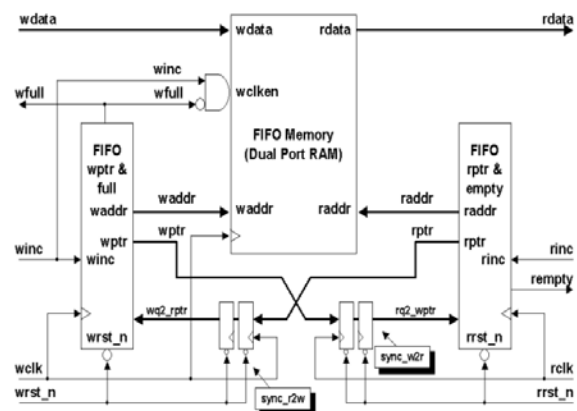 wdata
wdata
rdata
rdata
winc
wfull
wfull
wclken
FIFO Memory
(Dual Port RAM)
FIFO
wptr &
full
FIFO
rptr &
empty
waddr
waddr
waddr
raddr
raddr
raddr
wptr
wptr
rptr
rptr
winc
winc
rinc
rinc
rempty
wq2_rptr
rq2_wptr
wrst_n
rrst_n
sync_w2r
wclk
rclk
wrst_n
sync_r2w
rrst_n